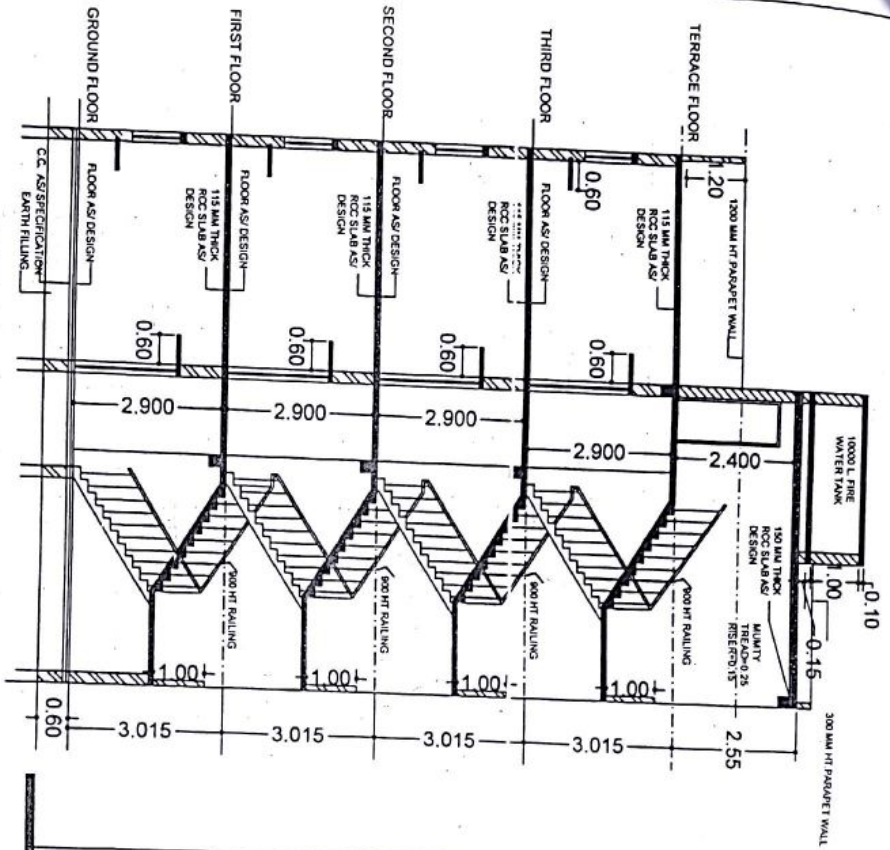 300 MM HT.PARAPET WALL
0.10
1.00
0.15
10000 L. FIRE
WATER TANK
150 MM THICK
RCC SLAB AS/
DESIGN
MUMTY
TREAD=0.25
RISER=0.15
1200 MM HT.PARAPET WALL
1.20
2.400
2.55
TERRACE FLOOR
115 MM THICK
RCC SLAB AS/
DESIGN
900 HT RAILING
0.60
0.60
2.900
1.00
3.015
THIRD FLOOR
FLOOR AS/ DESIGN
RCC SLAB AS/
DESIGN
900 HT RAILING
0.60
2.900
1.00
3.015
SECOND FLOOR
FLOOR AS/ DESIGN
115 MM THICK
RCC SLAB AS/
DESIGN
900 HT RAILING
0.60
2.900
1.00
3.015
FIRST FLOOR
FLOOR AS/ DESIGN
115 MM THICK
RCC SLAB AS/
DESIGN
900 HT RAILING
0.60
2.900
1.00
3.015
GROUND FLOOR
FLOOR AS/ DESIGN
C.C. AS/SPECIFICATION
EARTH FILLING
0.60